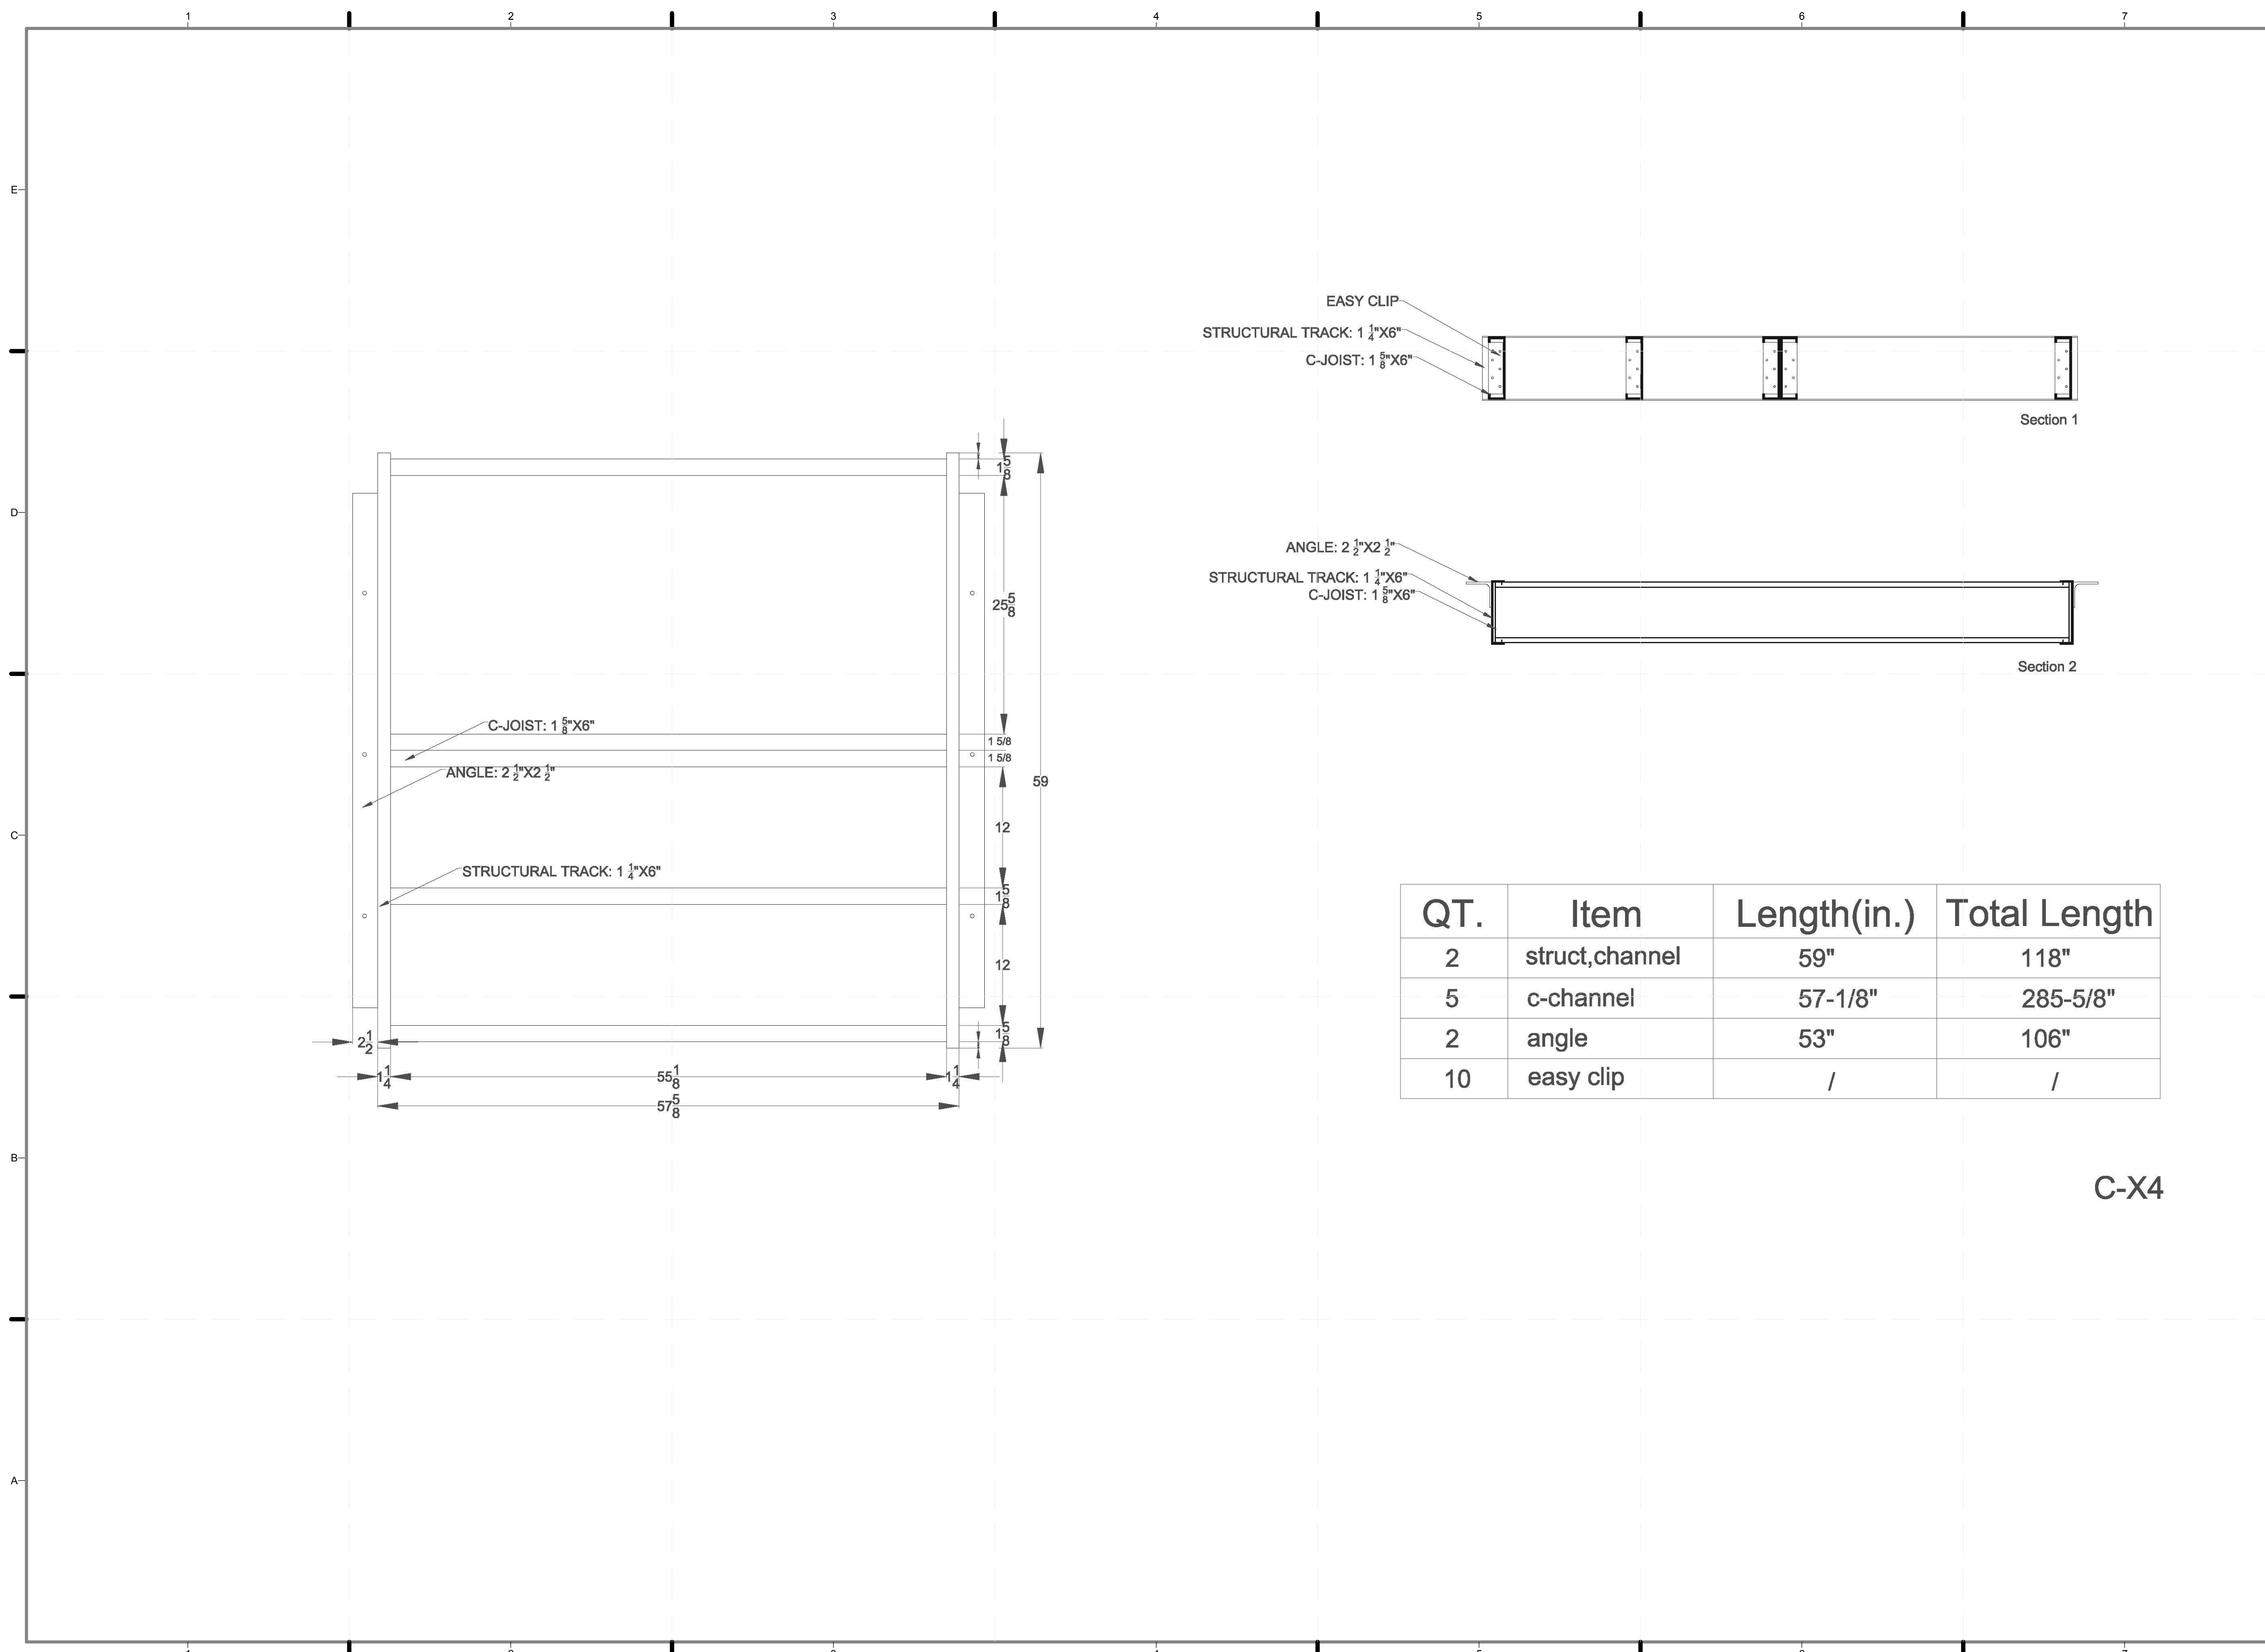 1 2 3 4 5 6 7
E
D
C
B
A
EASY CLIP
STRUCTURAL TRACK: 1 1/4"X6"
C-JOIST: 1 5/8"X6"
Section 1
ANGLE: 2 1/2"X2 1/2"
STRUCTURAL TRACK: 1 1/4"X6"
C-JOIST: 1 5/8"X6"
Section 2
1 5/8
25 5/8
C-JOIST: 1 5/8"X6"
1 5/8
1 5/8
ANGLE: 2 1/2"X2 1/2"
59
12
STRUCTURAL TRACK: 1 1/4"X6"
1 5/8
12
1 5/8
2 1/2
1 1/4 55 1/8 1 1/4
57 5/8
QT. Item Length(in.) Total Length
2 struct,channel 59" 118"
5 c-channel 57-1/8" 285-5/8"
2 angle 53" 106"
10 easy clip / /
C-X4